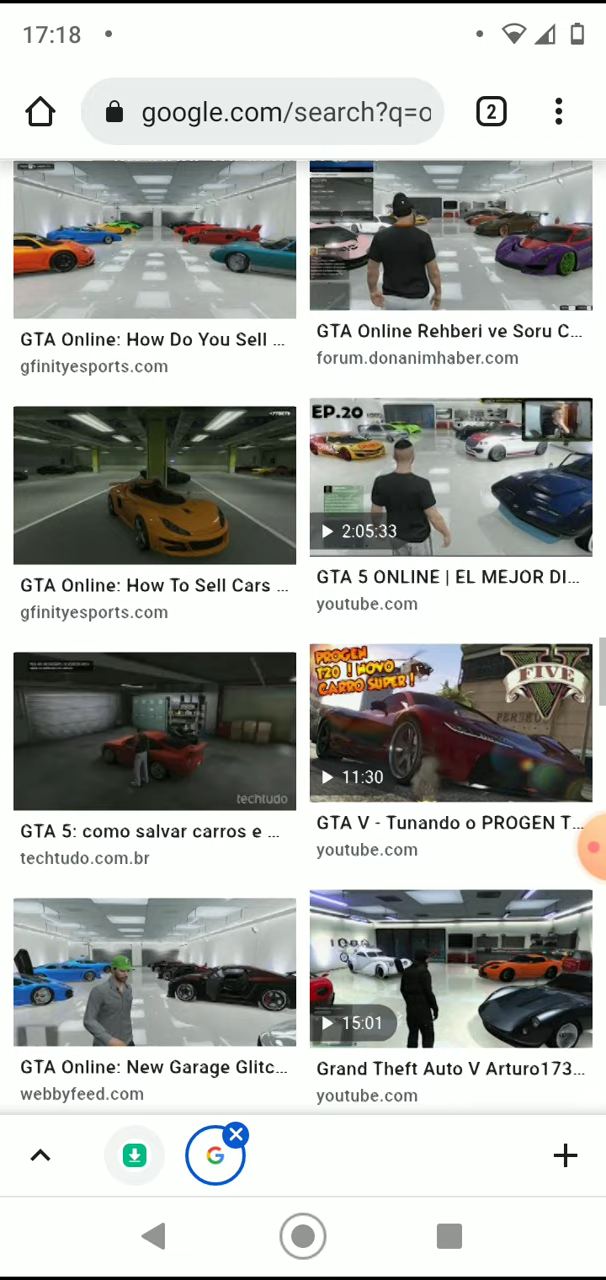 17:18
google.com/search?q=o
2
GTA Online: How Do You Sell ...
gfinityesports.com
GTA Online Rehberi ve Soru C...
forum.donanimhaber.com
GTA Online: How To Sell Cars ...
gfinityesports.com
EP.20
2:05:33
GTA 5 ONLINE | EL MEJOR DI...
youtube.com
techtudo
GTA 5: como salvar carros e ...
techtudo.com.br
PROGEN
T20 ! NOVO
CARRO SUPER !
V
FIVE
11:30
GTA V - Tunando o PROGEN T...
youtube.com
GTA Online: New Garage Glitc...
webbyfeed.com
15:01
Grand Theft Auto V Arturo173...
youtube.com
G